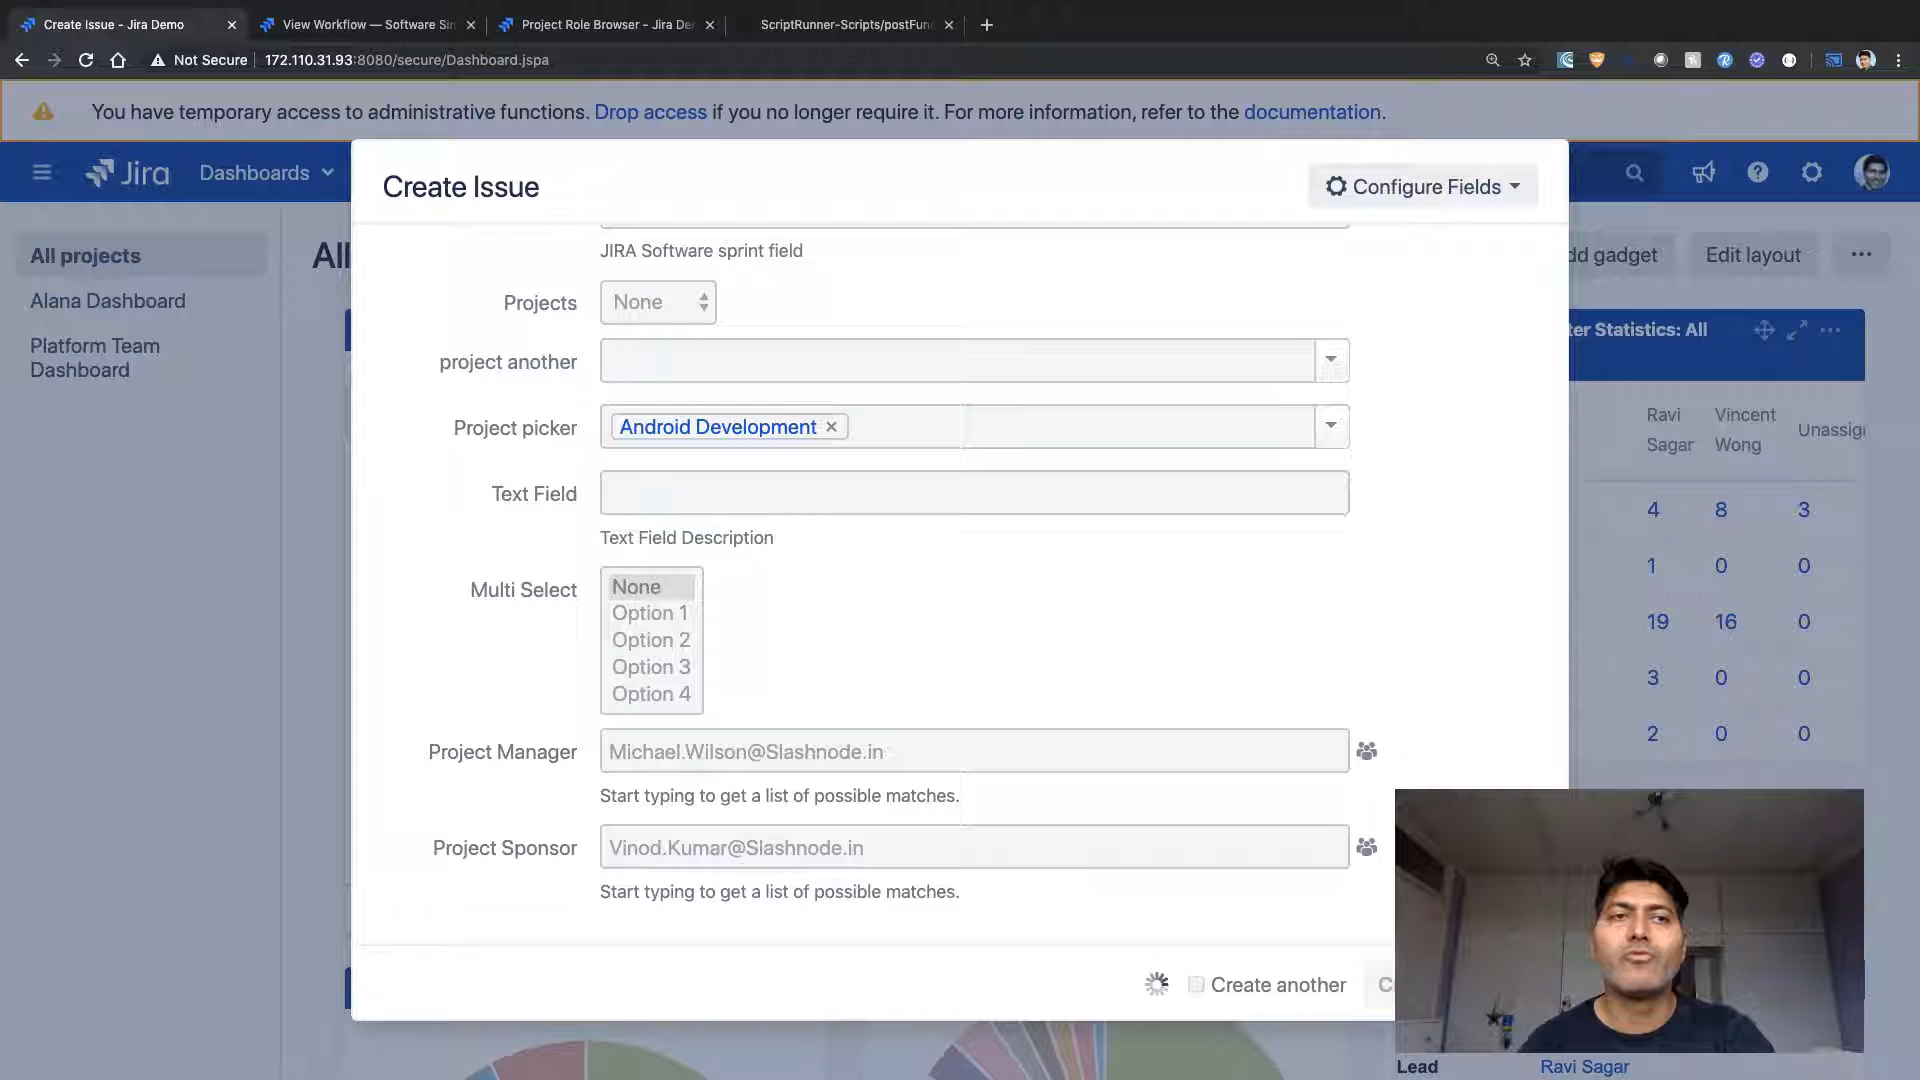 Create Issue - Jira Demo
View Workflow — Software Sim
Project Role Browser - Jira De
ScriptRunner-Scripts/postFun
Not Secure
172.110.31.93:8080/secure/Dashboard.jspa
You have temporary access to administrative functions. Drop access if you no longer require it. For more information, refer to the documentation.
Jira
Dashboards
Create Issue
Configure Fields
All projects
Alana Dashboard
Platform Team
Dashboard
All
dd gadget
Edit layout
JIRA Software sprint field
Projects
None
project another
Project picker
Android Development
Text Field
Text Field Description
Multi Select
None
Option 1
Option 2
Option 3
Option 4
Project Manager
Michael.Wilson@Slashnode.in
Start typing to get a list of possible matches.
Project Sponsor
Vinod.Kumar@Slashnode.in
Start typing to get a list of possible matches.
Create another
C
ter Statistics: All
Ravi
Sagar
Vincent
Wong
Unassig
4 8 3
1 0 0
19 16 0
3 0 0
2 0 0
Lead
Ravi Sagar